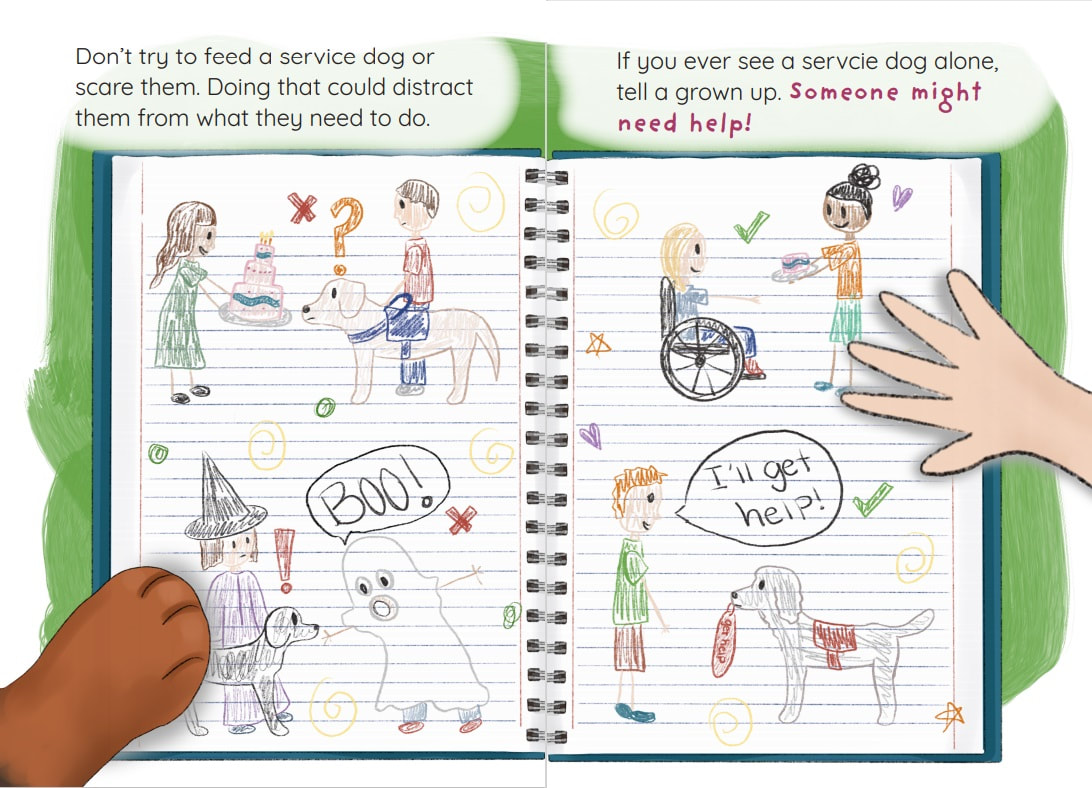 Don't try to feed a service dog or
scare them. Doing that could distract
them from what they need to do.
If you ever see a servcie dog alone,
tell a grown up. Someone might
need help!
?
BOO!
!
I'll get
help!
get help